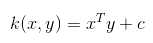 k(x, y) = x^T y + c